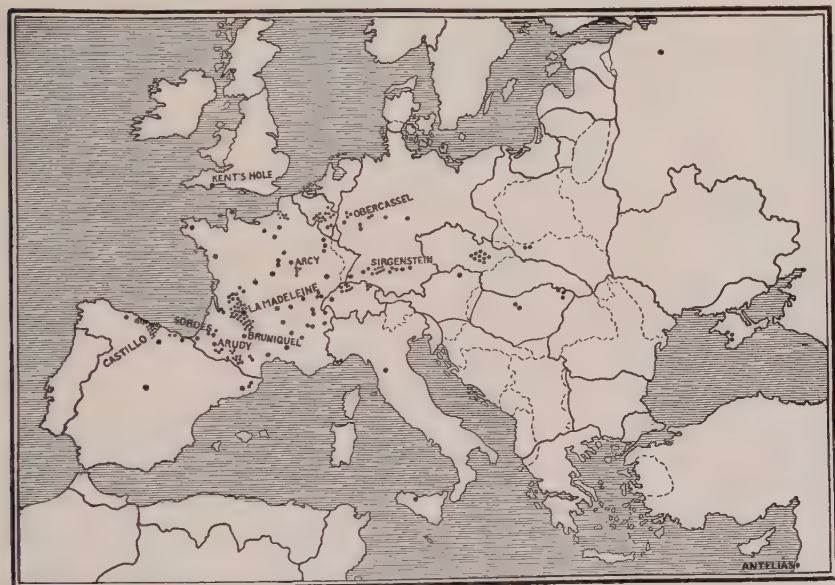 KENT'S HOLE
OBERCASSEL
ARCY
SIRGENSTEIN
LA MADELEINE
SORDES
CASTILLO
ARUDY
BRUNIQUEL
ANTELIAS